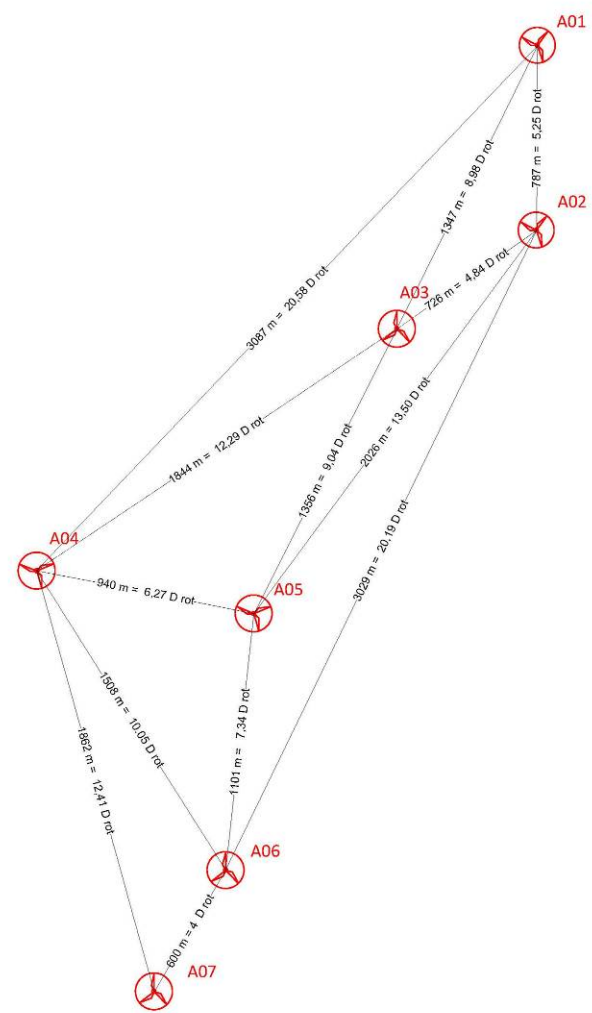 A01
787 m = 5,25 D rot
1347 m = 8,98 D rot
A02
3087 m = 20,58 D rot
A03
726 m = 4,84 D rot
1844 m = 12,29 D rot
1356 m = 9,04 D rot
2026 m = 13,50 D rot
3029 m = 20,19 D rot
A04
940 m = 6,27 D rot
A05
1508 m = 10,05 D rot
1101 m = 7,34 D rot
1862 m = 12,41 D rot
A06
600 m = 4 D rot
A07